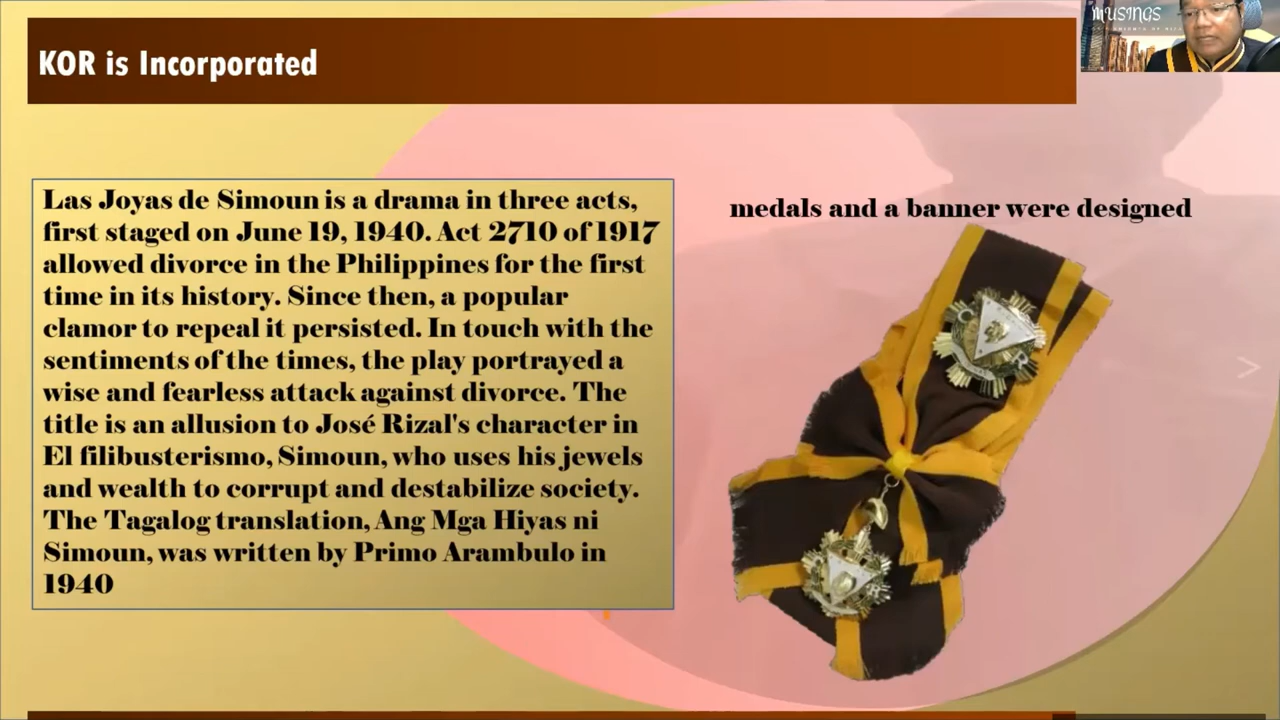 MUSINGS
KOR is Incorporated
Las Joyas de Simoun is a drama in three acts,
first staged on June 19, 1940. Act 2710 of 1917
allowed divorce in the Philippines for the first
time in its history. Since then, a popular
clamor to repeal it persisted. In touch with the
sentiments of the times, the play portrayed a
wise and fearless attack against divorce. The
title is an allusion to José Rizal's character in
El filibusterismo, Simoun, who uses his jewels
and wealth to corrupt and destabilize society.
The Tagalog translation, Ang Mga Hiyas ni
Simoun, was written by Primo Arambulo in
1940
medals and a banner were designed